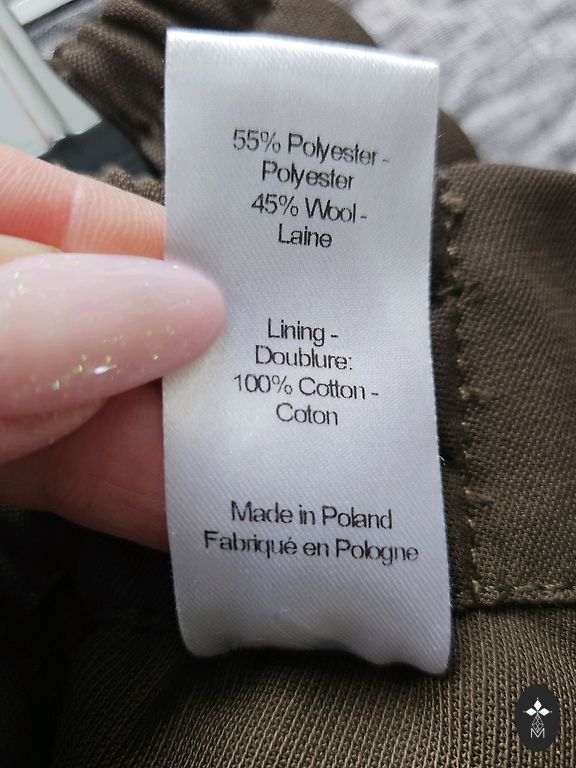 55% Polyester -
Polyester
45% Wool -
Laine
Lining -
Doublure:
100% Cotton -
Coton
Made in Poland
Fabriqué en Pologne
M